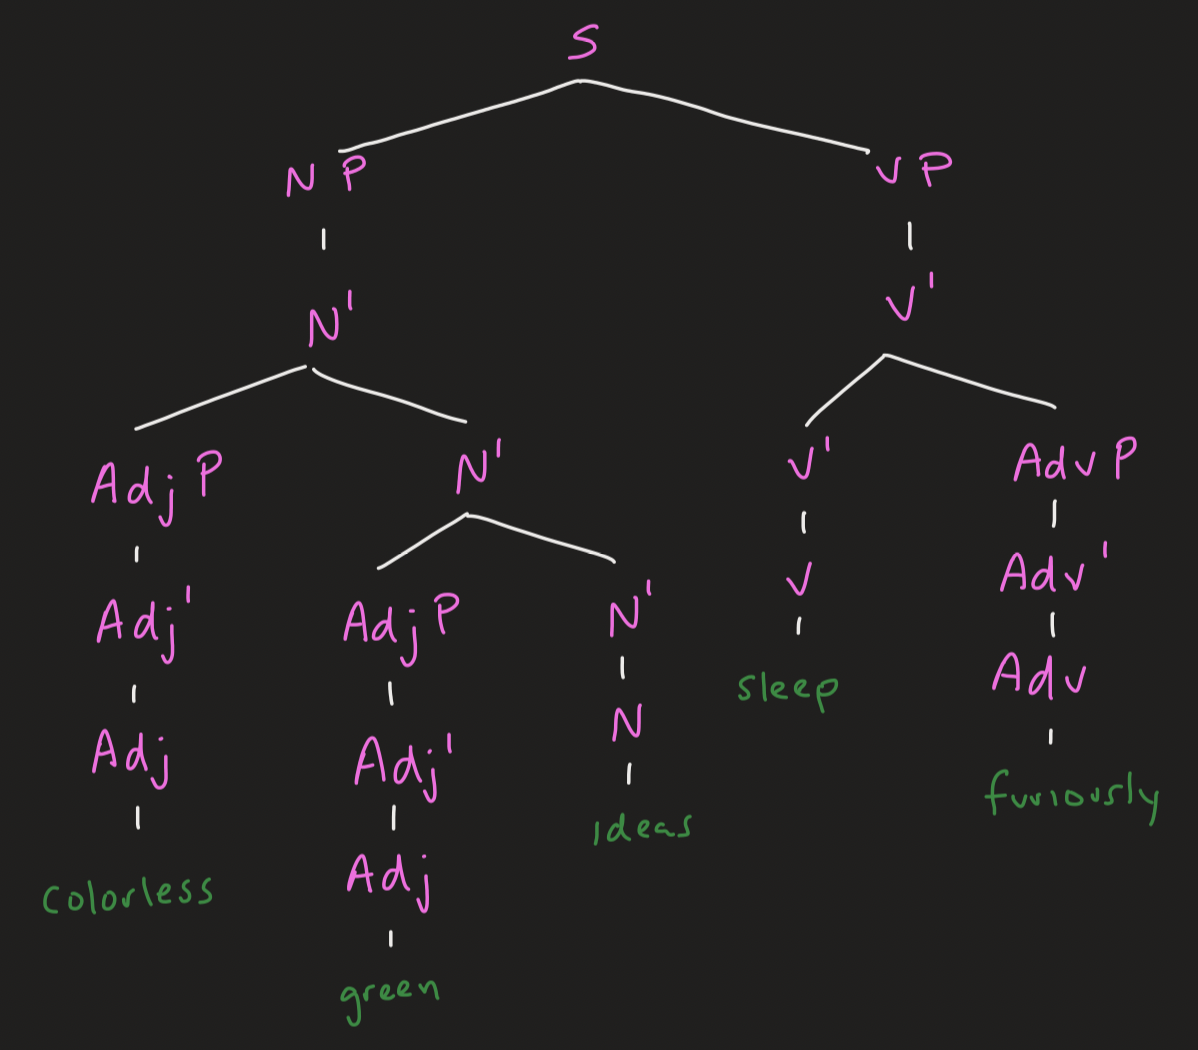 S
NP VP
N' V'
AdjP N' V' AdvP
Adj' AdjP N' V Adv'
Adj Adj' N sleep Adv
colorless Adj ideas furiously
green